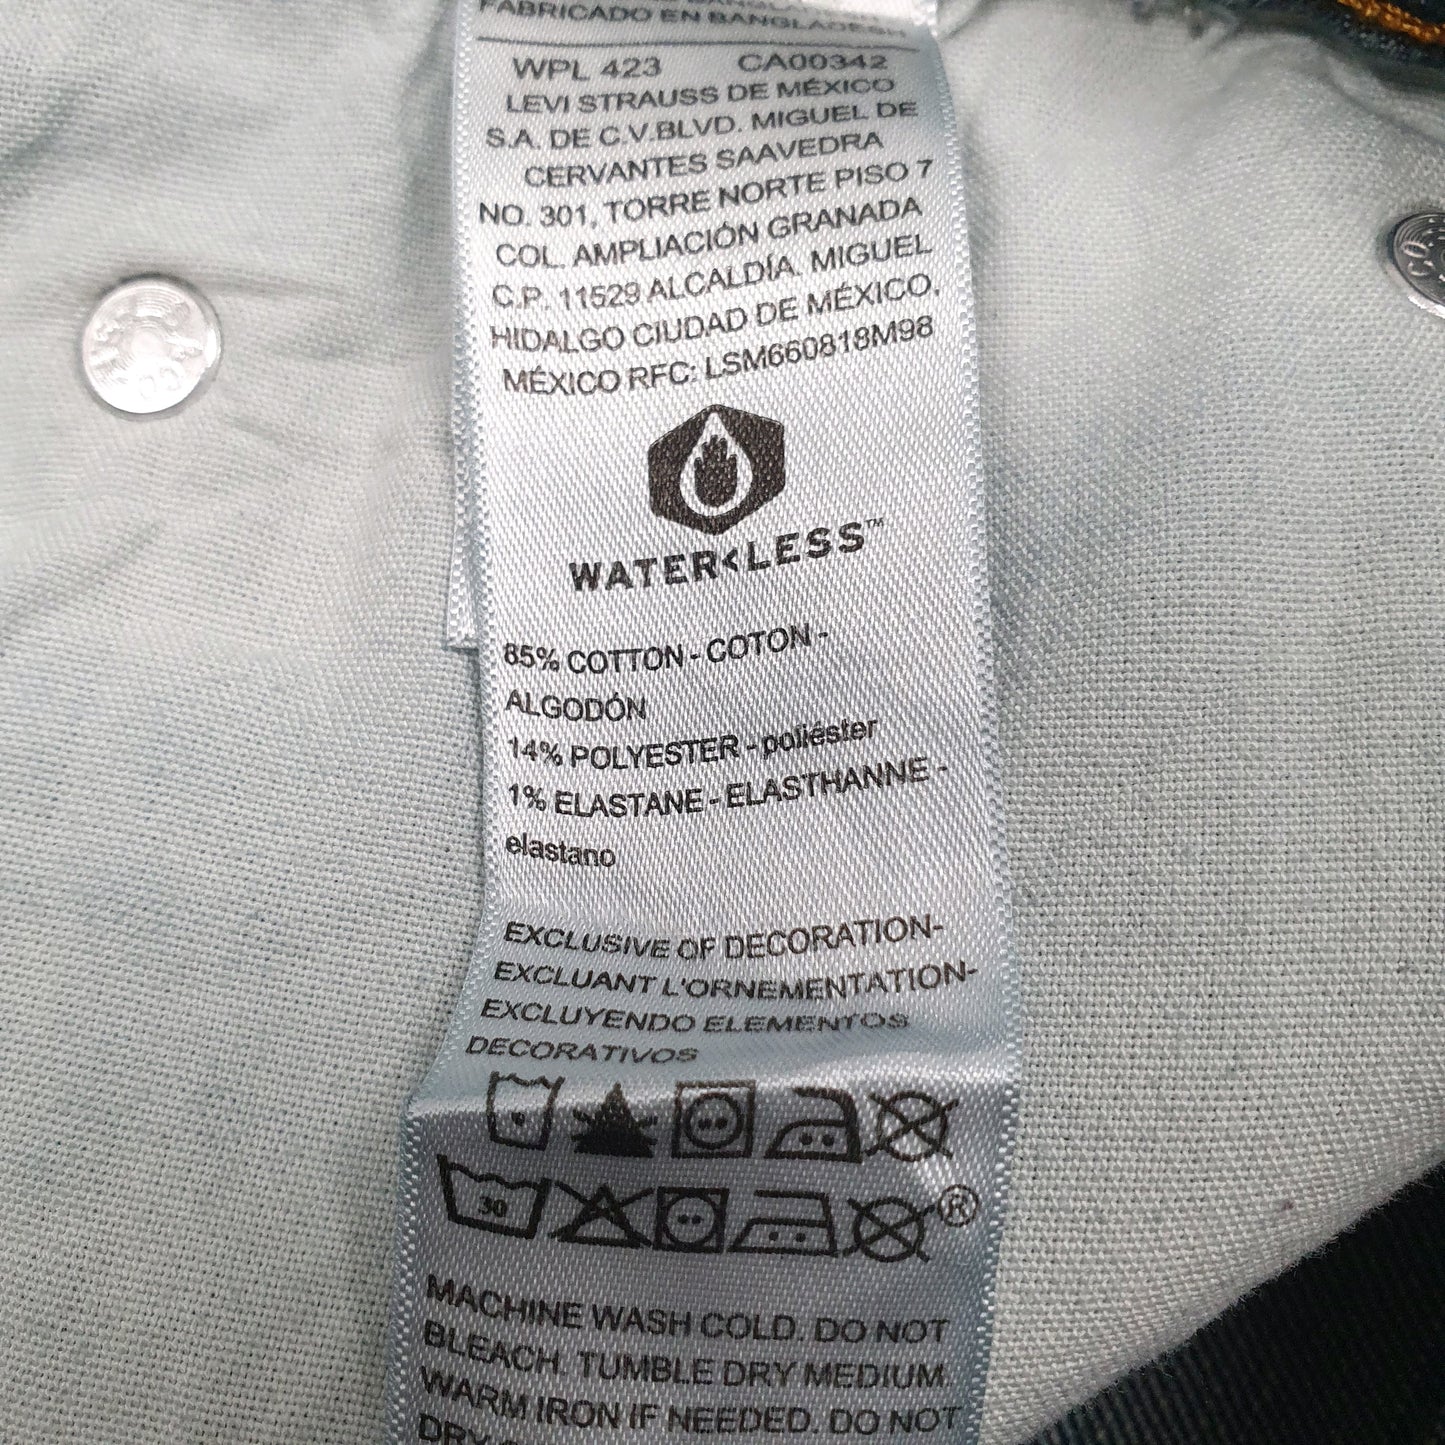 FABRICADO EN BANGLADESH
WPL 423 CA00342
LEVI STRAUSS DE MÉXICO
S.A. DE C.V.BLVD. MIGUEL DE
CERVANTES SAAVEDRA
NO. 301, TORRE NORTE PISO 7
COL. AMPLIACIÓN GRANADA
C.P. 11529 ALCALDÍA. MIGUEL
HIDALGO CIUDAD DE MÉXICO,
MÉXICO RFC: LSM660818M98
WATER<LESS™
85% COTTON - COTON -
ALGODÓN
14% POLYESTER - poliéster
1% ELASTANE - ELASTHANNE -
elastano
EXCLUSIVE OF DECORATION-
EXCLUANT L'ORNEMENTATION-
EXCLUYENDO ELEMENTOS
DECORATIVOS
30 ®
MACHINE WASH COLD. DO NOT
BLEACH. TUMBLE DRY MEDIUM.
WARM IRON IF NEEDED. DO NOT
DRY